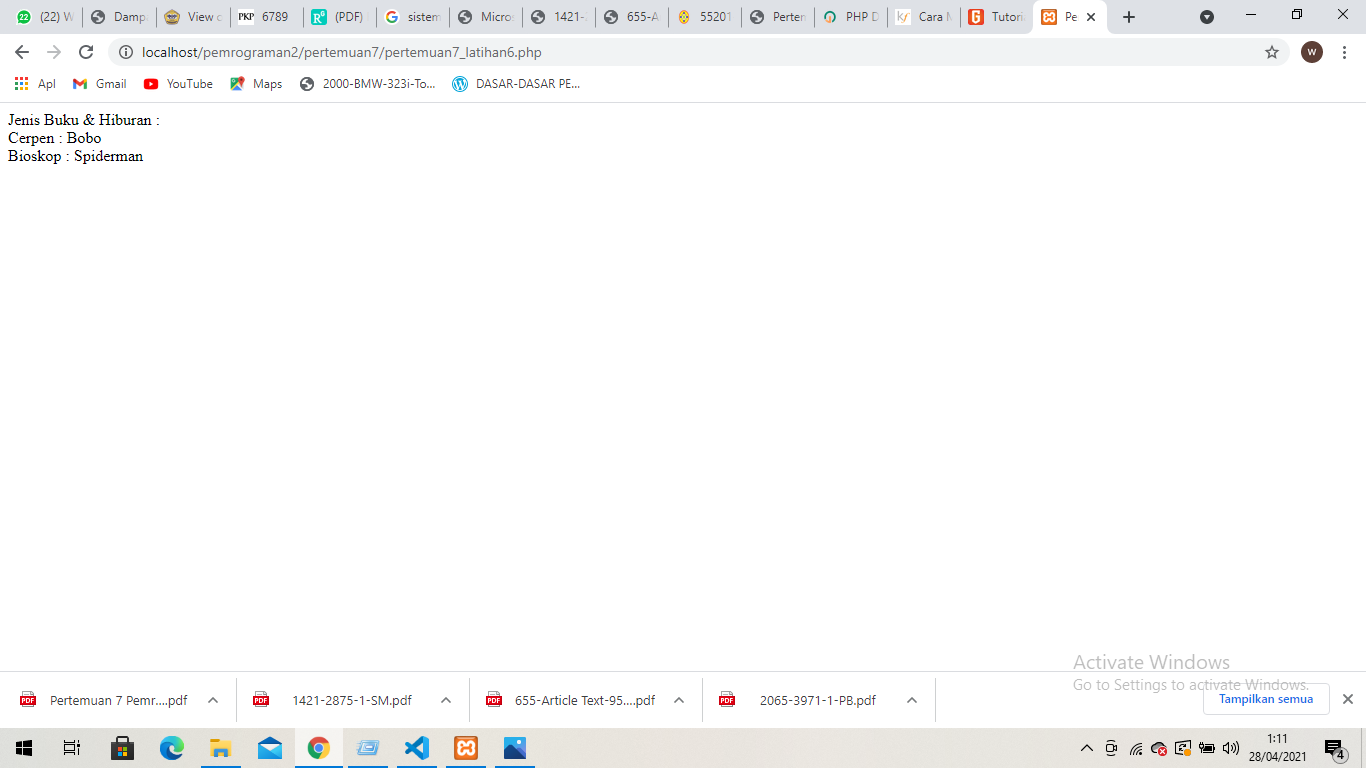 (22) W
Dampa
View c
PKP 6789
(PDF)
sistem
Micros
1421-
655-A
55201
Perten
PHP D
Cara M
Tutoria
Pe
localhost/pemrograman2/pertemuan7/pertemuan7_latihan6.php
W
Apl
Gmail
YouTube
Maps
2000-BMW-323i-To...
DASAR-DASAR PE...
Jenis Buku & Hiburan :
Cerpen : Bobo
Bioskop : Spiderman
Activate Windows
Go to Settings to activate Windows.
Pertemuan 7 Pemr....pdf
1421-2875-1-SM.pdf
655-Article Text-95....pdf
2065-3971-1-PB.pdf
Tampilkan semua
1:11
28/04/2021
4